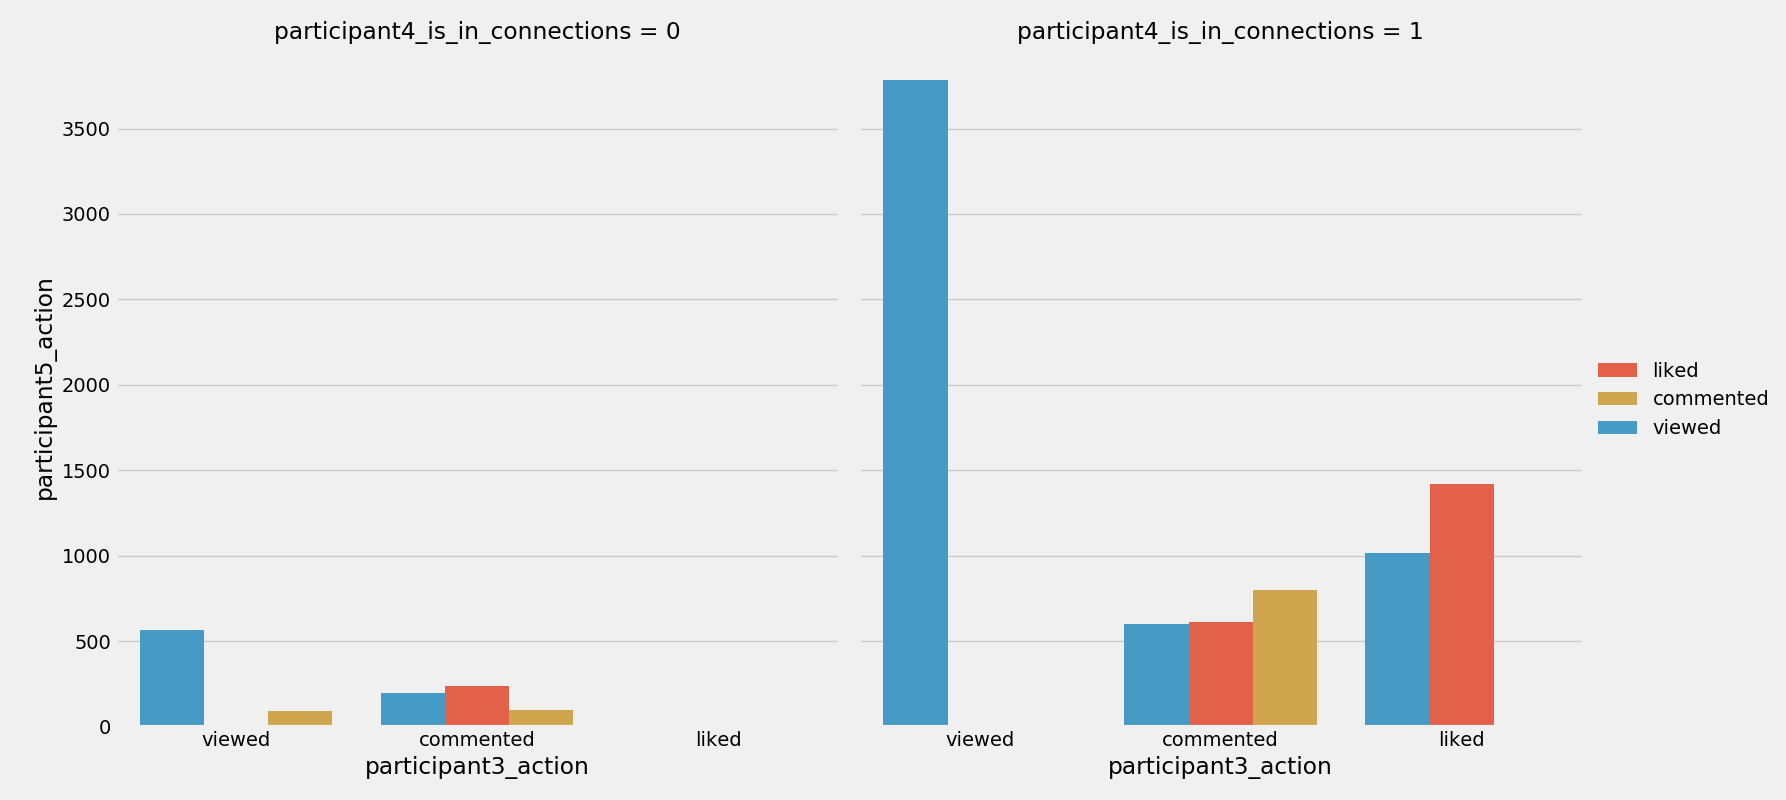 participant4_is_in_connections = 0
participant4_is_in_connections = 1
participant5_action
3500
3000
2500
2000
1500
1000
500
0
viewed
commented
liked
participant3_action
viewed
commented
liked
participant3_action
liked
commented
viewed